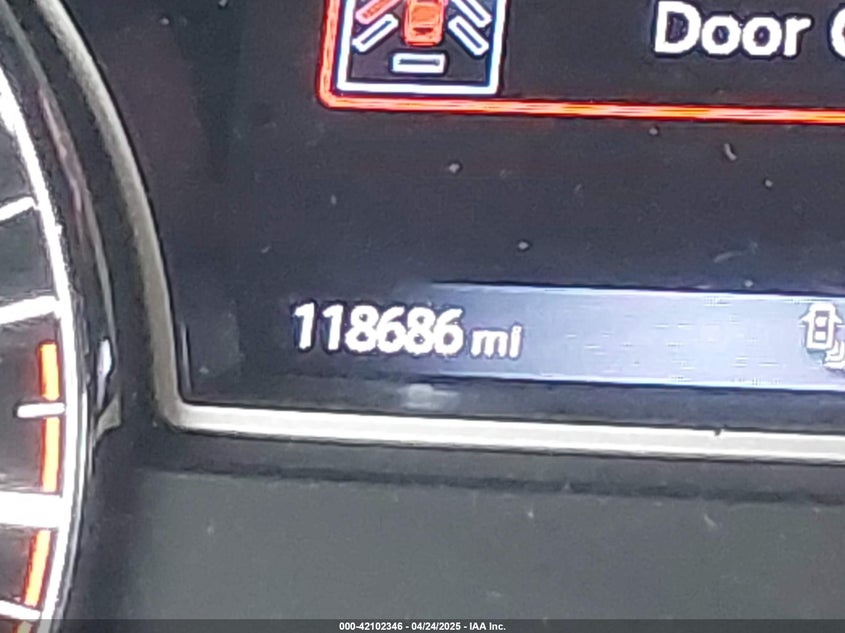 Door
118686 mi
000-42102346 - 04/24/2025 - IAA Inc.